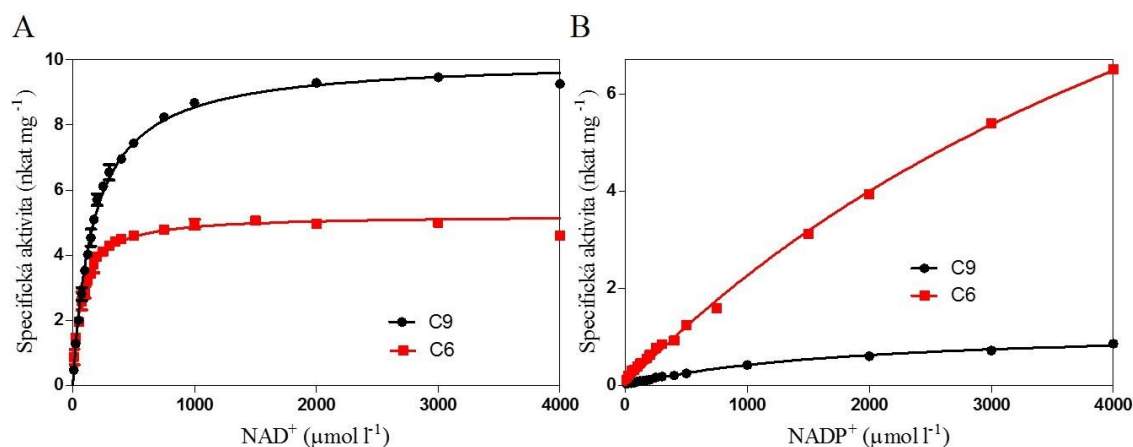 A
Specifická aktivita (nkat mg⁻¹)
10
8
6
4
2
0
C9
C6
0 1000 2000 3000 4000
NAD⁺ (µmol l⁻¹)
B
Specifická aktivita (nkat mg⁻¹)
6
4
2
0
C9
C6
0 1000 2000 3000 4000
NADP⁺ (µmol l⁻¹)